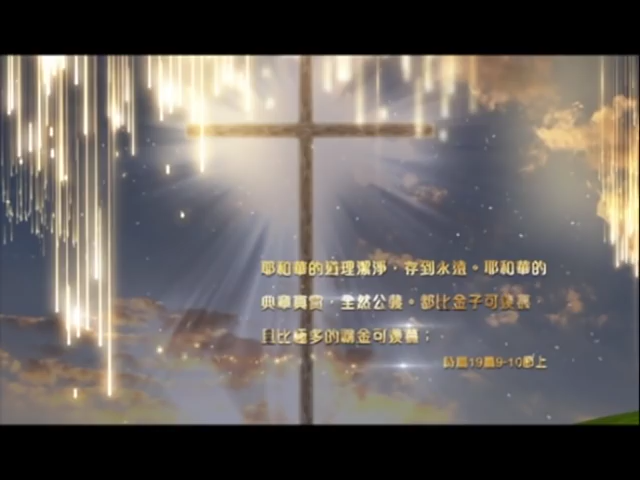 耶和華的道理潔淨，存到永遠。耶和華的
典章真實，全然公義。都比金子可羨慕，
且比極多的精金可羨慕；
詩篇19篇9-10節上